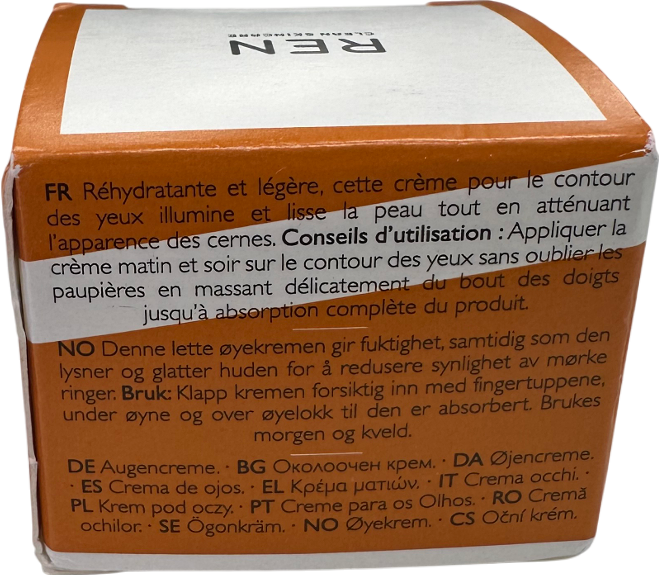 REN
CLEAN SKINCARE
FR Réhydratante et légère, cette crème pour le contour
des yeux illumine et lisse la peau tout en atténuant
l'apparence des cernes. Conseils d'utilisation : Appliquer la
crème matin et soir sur le contour des yeux sans oublier les
paupières en massant délicatement du bout des doigts
jusqu'à absorption complète du produit.
NO Denne lette øyekremen gir fuktighet, samtidig som den
lysner og glatter huden for å redusere synlighet av mørke
ringer. Bruk: Klapp kremen forsiktig inn med fingertuppene,
under øyne og over øyelokk til den er absorbert. Brukes
morgen og kveld.
DE Augencreme. · BG Околоочен крем. · DA Øjencreme.
· ES Crema de ojos. · EL Κρέμα ματιών. · IT Crema occhi. ·
PL Krem pod oczy. · PT Creme para os Olhos. · RO Cremă
ochilor. · SE Ögonkräm. · NO Øyekrem. · CS Oční krém.